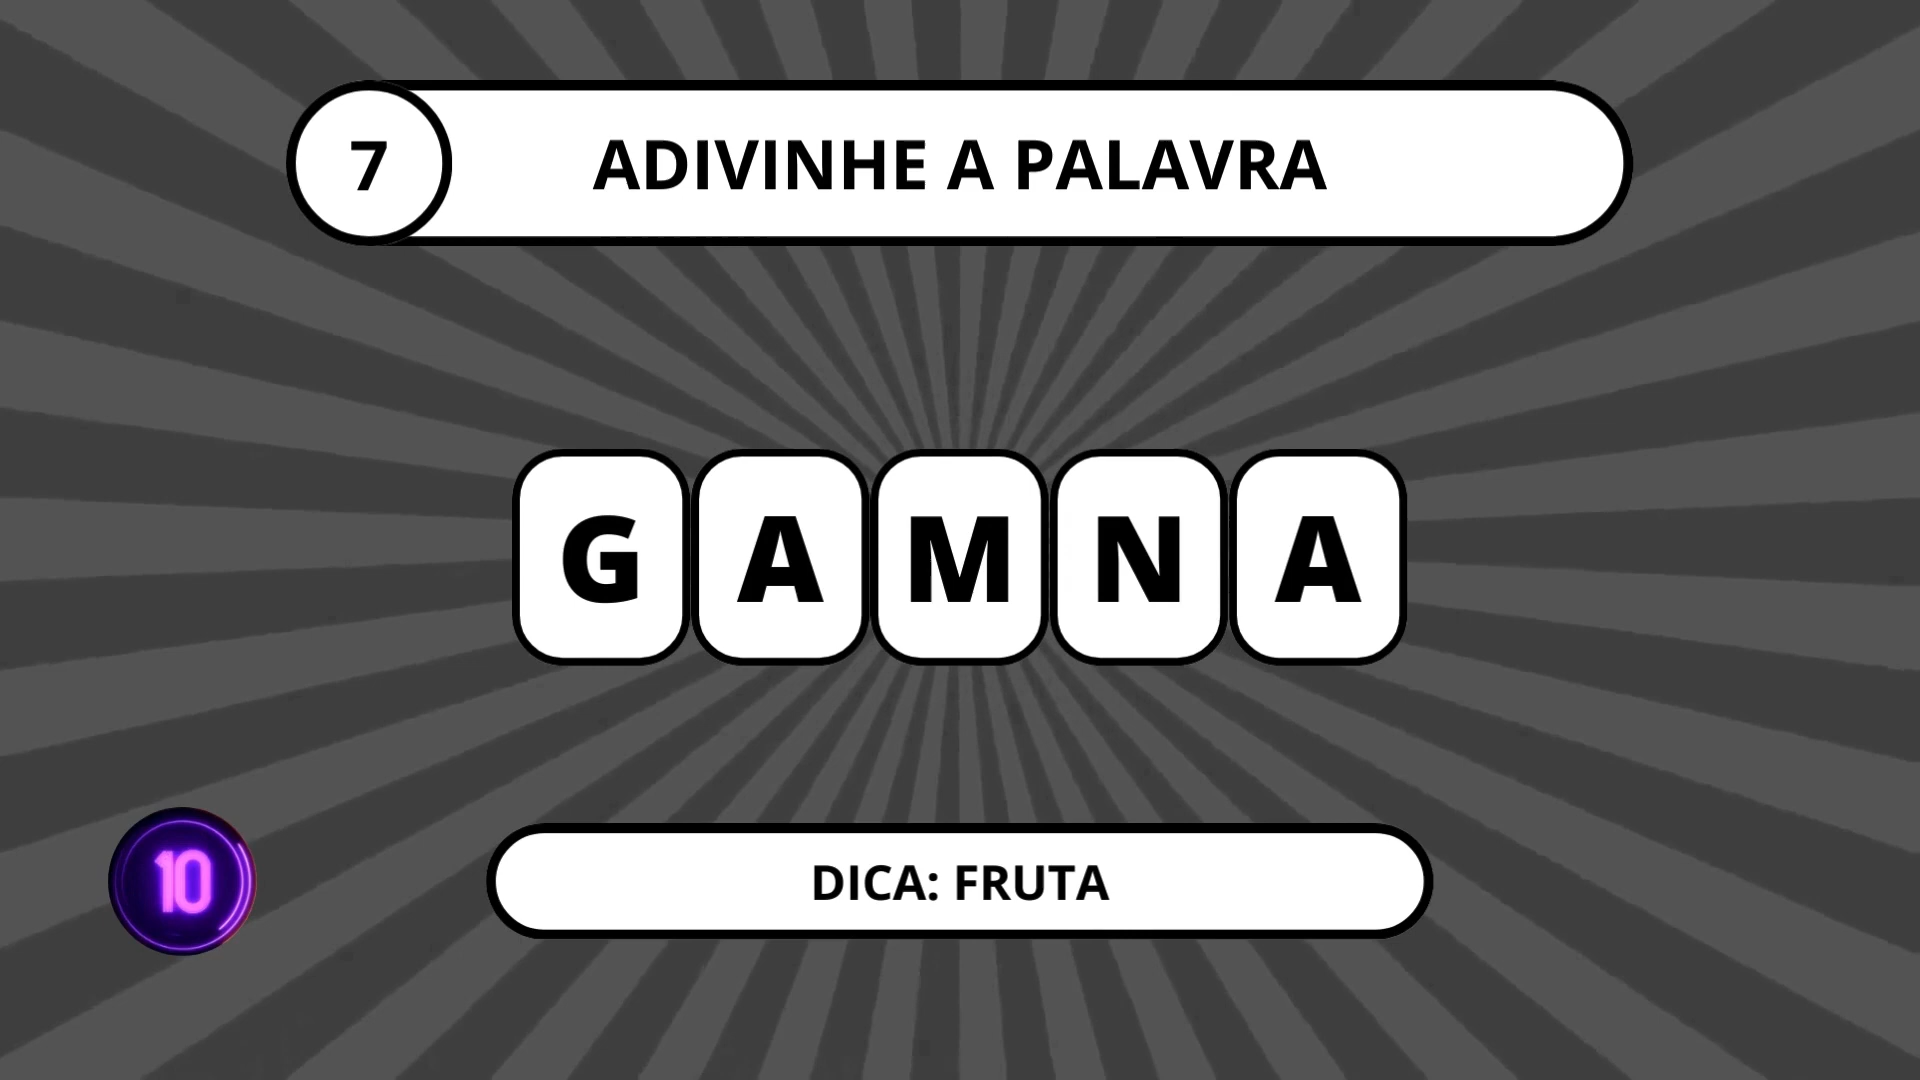 7
ADIVINHE A PALAVRA
G A M N A
10
DICA: FRUTA